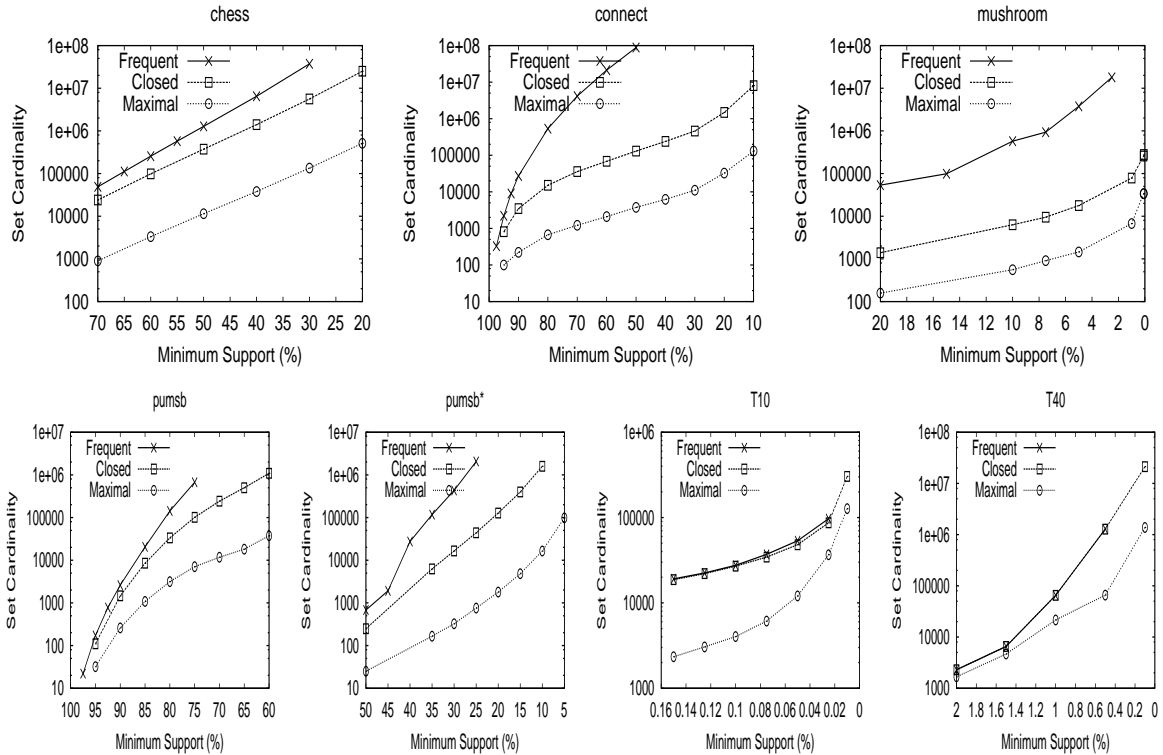 chess
Set Cardinality
1e+08
1e+07
1e+06
100000
10000
1000
100
Frequent
Closed
Maximal
70 65 60 55 50 45 40 35 30 25 20
Minimum Support (%)
connect
Set Cardinality
1e+08
1e+07
1e+06
100000
10000
1000
100
10
Frequent
Closed
Maximal
100 90 80 70 60 50 40 30 20 10
Minimum Support (%)
mushroom
Set Cardinality
1e+08
1e+07
1e+06
100000
10000
1000
100
Frequent
Closed
Maximal
20 18 16 14 12 10 8 6 4 2 0
Minimum Support (%)
pumsb
Set Cardinality
1e+07
1e+06
100000
10000
1000
100
10
Frequent
Closed
Maximal
100 95 90 85 80 75 70 65 60
Minimum Support (%)
pumsb*
Set Cardinality
1e+07
1e+06
100000
10000
1000
100
10
Frequent
Closed
Maximal
50 45 40 35 30 25 20 15 10 5
Minimum Support (%)
T10
Set Cardinality
1e+06
100000
10000
1000
Frequent
Closed
Maximal
0.16 0.14 0.12 0.1 0.08 0.06 0.04 0.02 0
Minimum Support (%)
T40
Set Cardinality
1e+08
1e+07
1e+06
100000
10000
1000
Frequent
Closed
Maximal
2 1.8 1.6 1.4 1.2 1 0.8 0.6 0.4 0.2 0
Minimum Support (%)